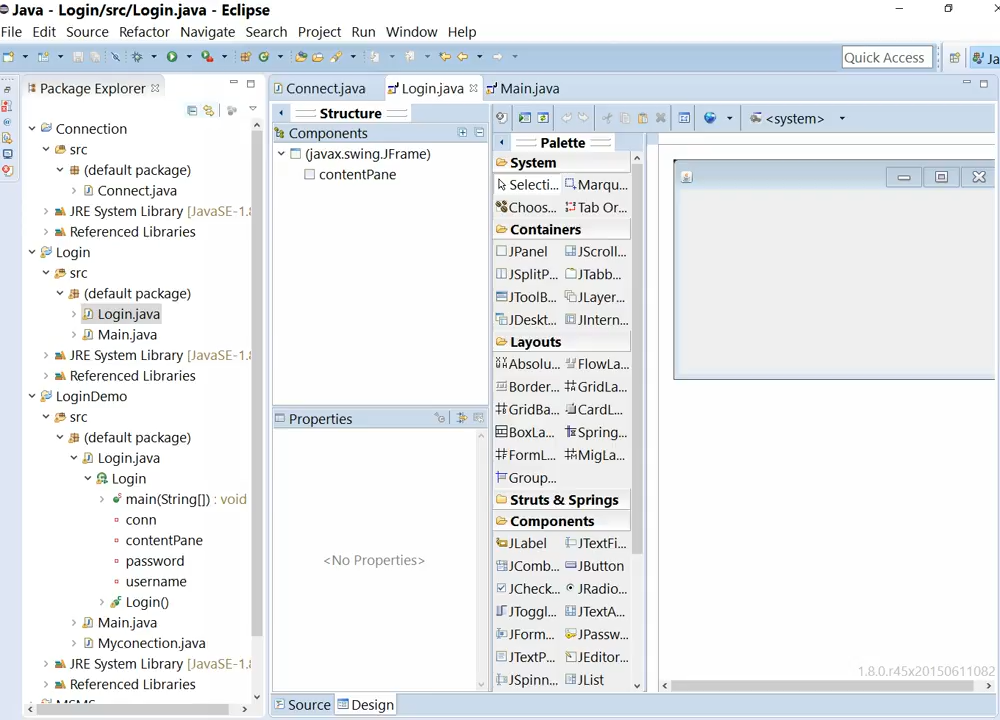 Java - Login/src/Login.java - Eclipse
File Edit Source Refactor Navigate Search Project Run Window Help
Quick Access
Ja
Package Explorer
Connection
src
(default package)
Connect.java
JRE System Library [JavaSE-1.8
Referenced Libraries
Login
src
(default package)
Login.java
Main.java
JRE System Library [JavaSE-1.8
Referenced Libraries
LoginDemo
src
(default package)
Login.java
Login
main(String[]) : void
conn
contentPane
password
username
Login()
Main.java
Myconection.java
JRE System Library [JavaSE-1.8
Referenced Libraries
Connect.java Login.java Main.java
Structure
Components
(javax.swing.JFrame)
contentPane
Properties
<No Properties>
Source Design
<system>
Palette
System
Selecti... Marqu...
Choos... Tab Or...
Containers
JPanel JScroll...
JSplitP... JTabb...
JToolB... JLayer...
JDeskt... JIntern...
Layouts
Absolu... FlowLa...
Border... GridLa...
GridBa... CardL...
BoxLa... Spring...
FormL... MigLa...
Group...
Struts & Springs
Components
JLabel JTextFi...
JComb... JButton
JCheck... JRadio...
JToggl... JTextA...
JForm... JPassw...
JTextP... JEditor...
JSpinn... JList
1.8.0.r45x20150611082